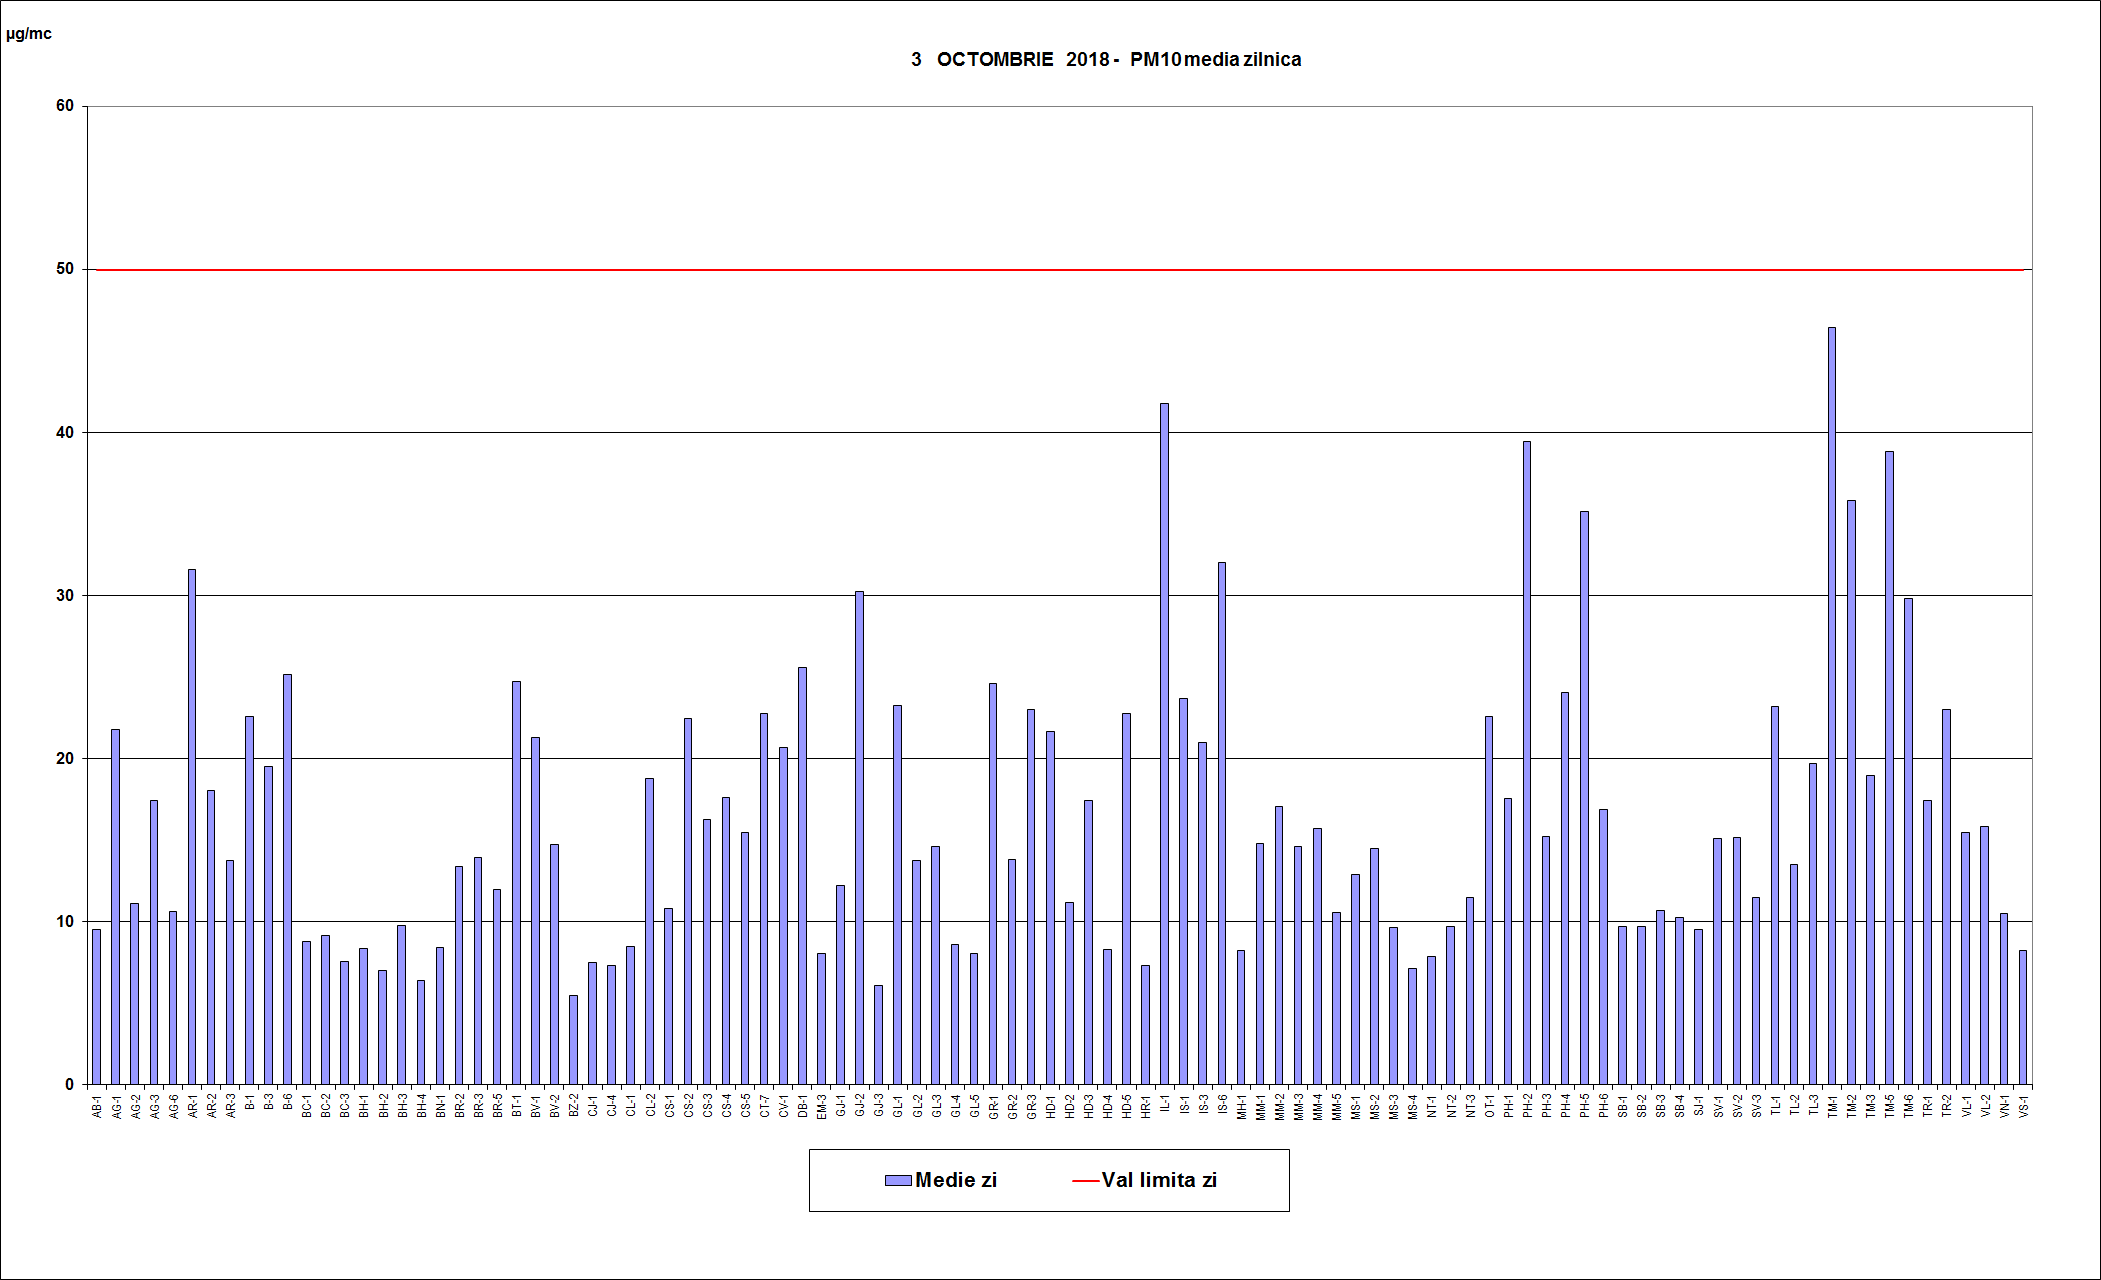 µg/mc
3 OCTOMBRIE 2018 - PM10 media zilnica
60
50
40
30
20
10
0
AB-1 AG-1 AG-2 AG-3 AG-6 AR-1 AR-2 AR-3 B-1 B-3 B-6 BC-1 BC-2 BC-3 BH-1 BH-2 BH-3 BH-4 BN-1 BR-2 BR-3 BR-5 BT-1 BV-1 BV-2 BZ-2 CJ-1 CJ-4 CL-1 CL-2 CS-1 CS-2 CS-3 CS-4 CS-5 CT-7 CV-1 DB-1 EM-3 GJ-1 GJ-2 GJ-3 GL-1 GL-2 GL-3 GL-4 GL-5 GR-1 GR-2 GR-3 HD-1 HD-2 HD-3 HD-4 HD-5 HR-1 IL-1 IS-1 IS-3 IS-6 MH-1 MM-1 MM-2 MM-3 MM-4 MM-5 MS-1 MS-2 MS-3 MS-4 NT-1 NT-2 NT-3 OT-1 PH-1 PH-2 PH-3 PH-4 PH-5 PH-6 SB-1 SB-2 SB-3 SB-4 SJ-1 SV-1 SV-2 SV-3 TL-1 TL-2 TL-3 TM-1 TM-2 TM-3 TM-5 TM-6 TR-1 TR-2 VL-1 VL-2 VN-1 VS-1
Medie zi Val limita zi